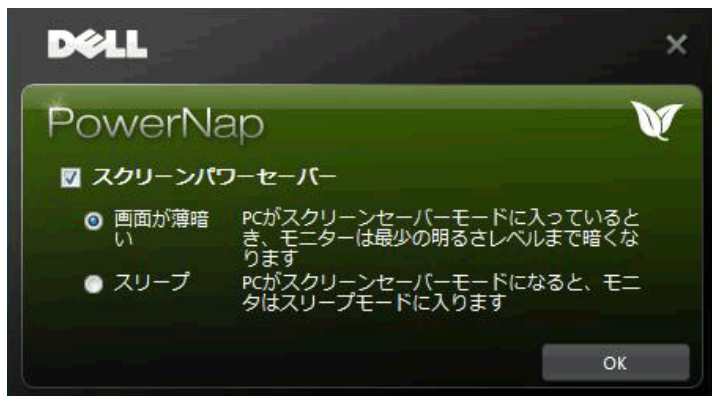 DELL
PowerNap
スクリーンパワーセーバー
画面が薄暗
い
PCがスクリーンセーバーモードに入っていると
き、モニターは最少の明るさレベルまで暗くな
ります
スリープ
PCがスクリーンセーバーモードになると、モニ
タはスリープモードに入ります
OK